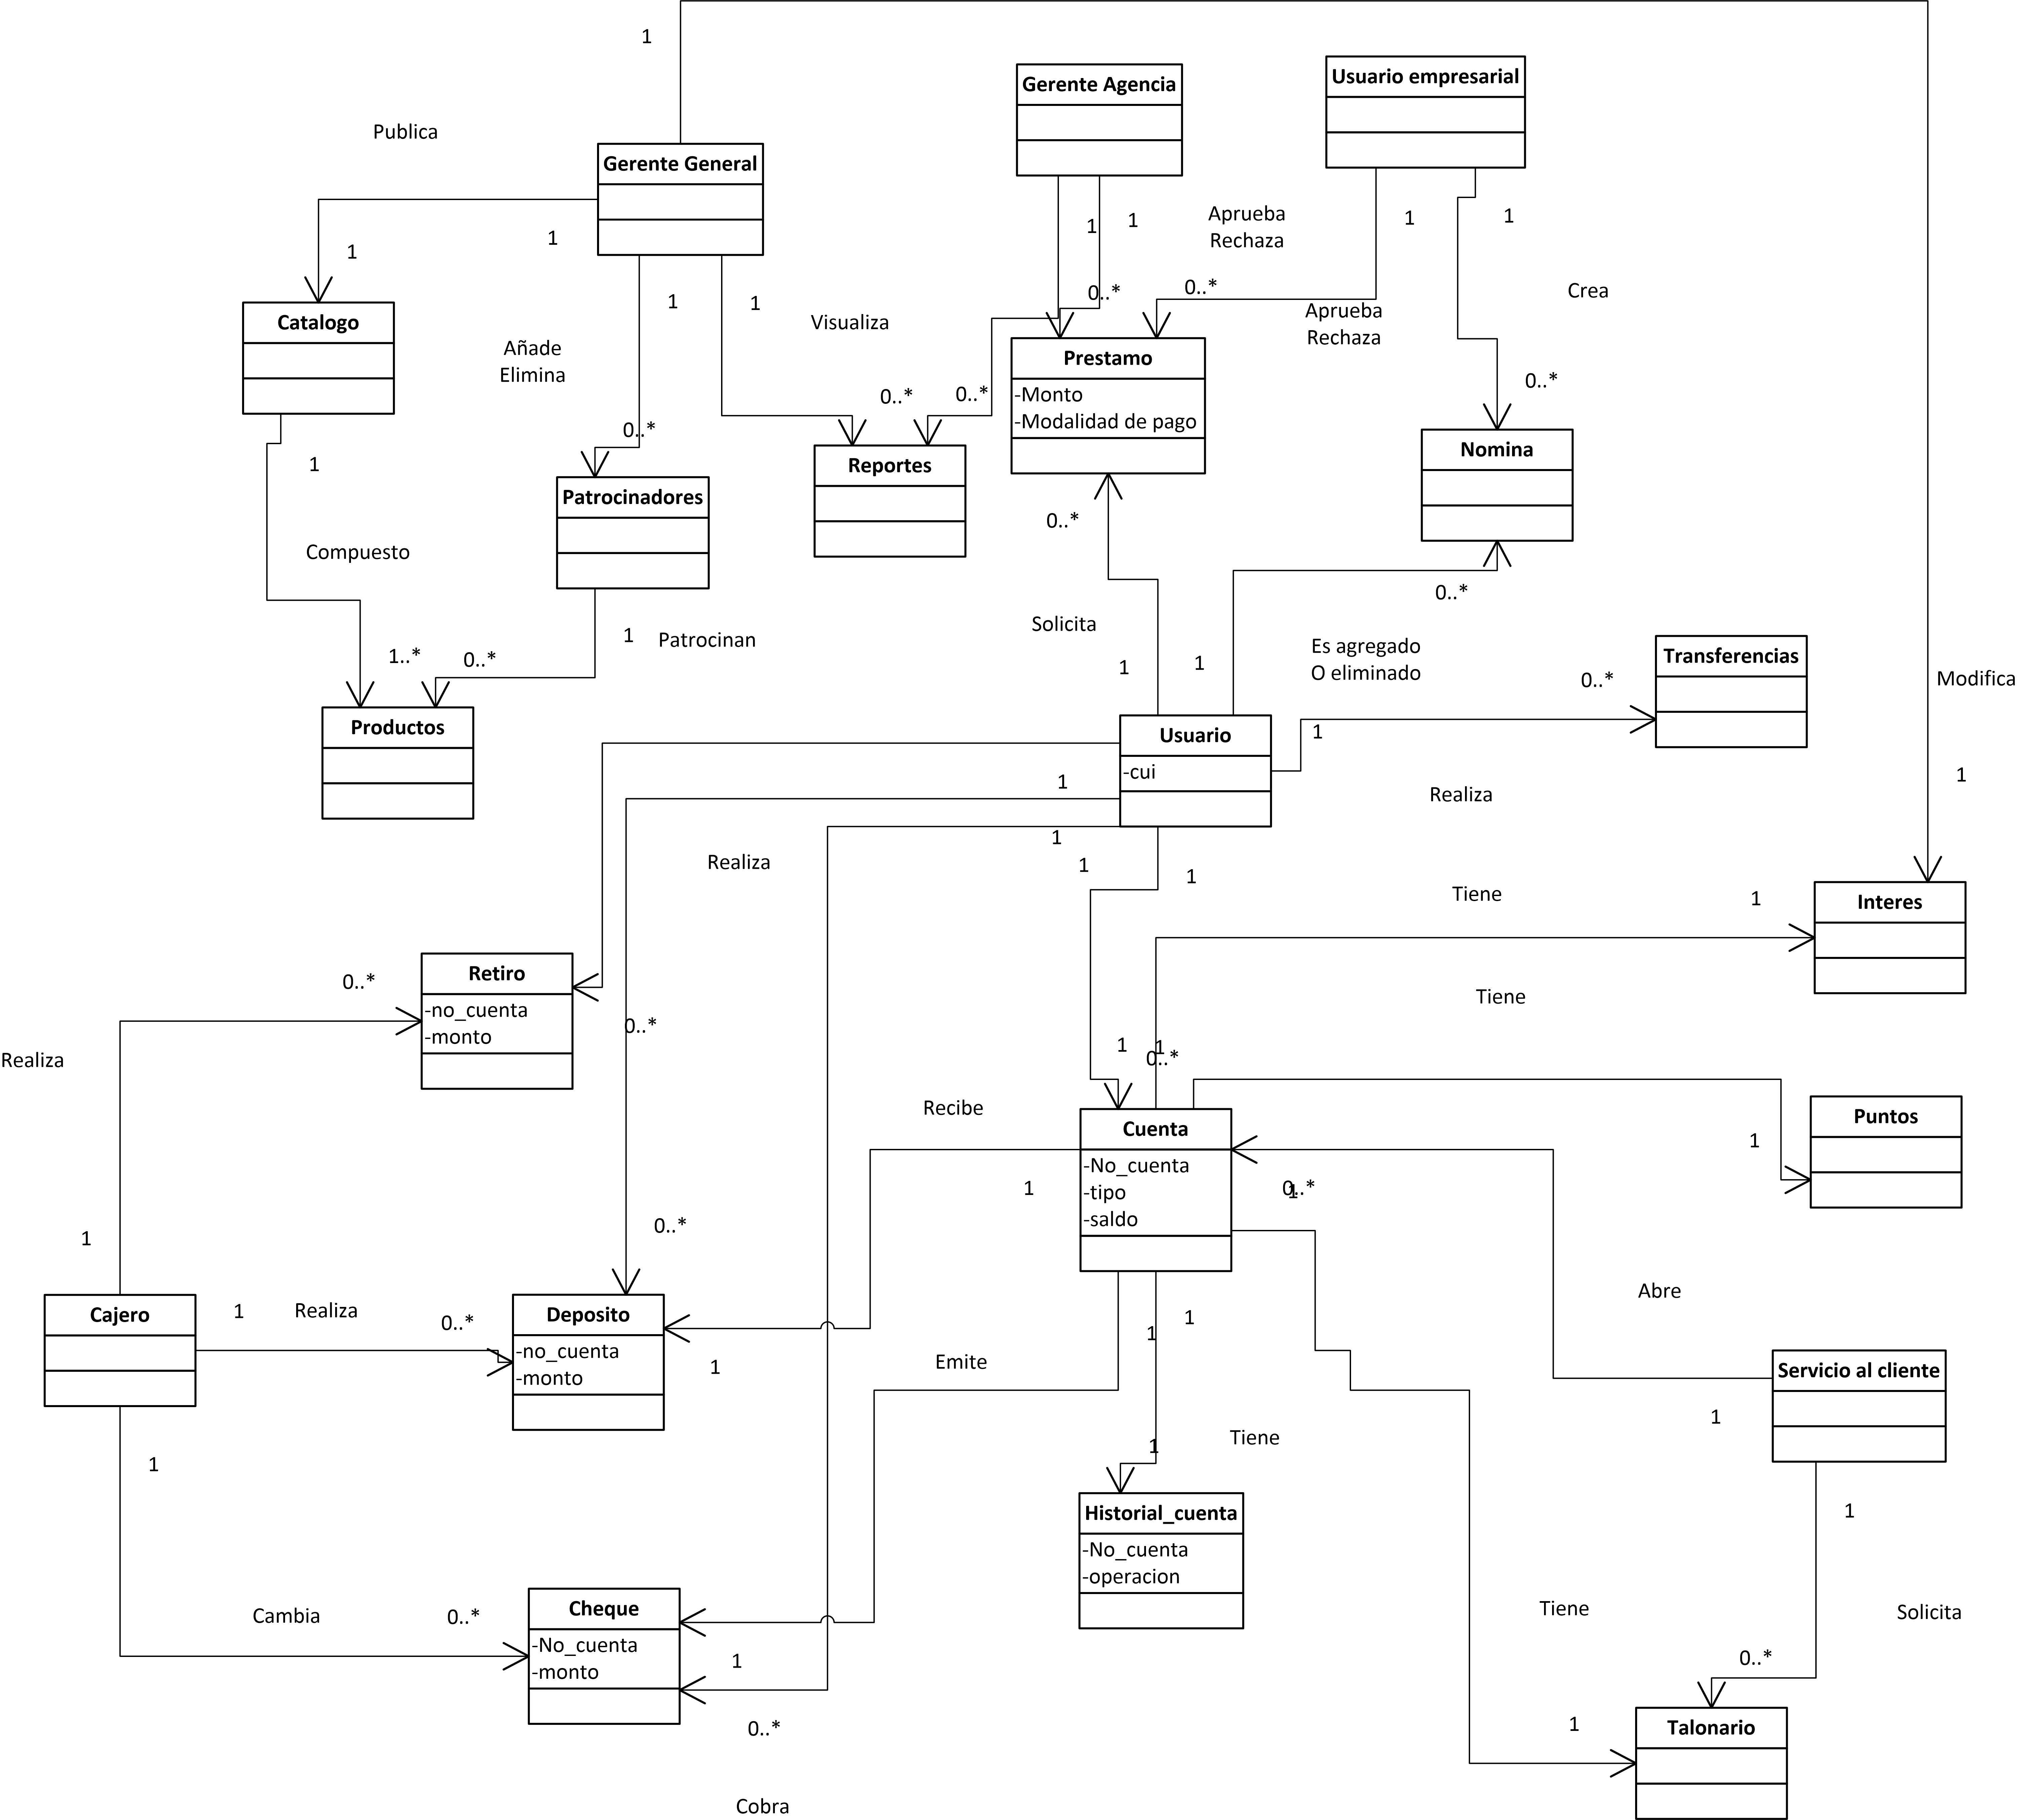 1
Gerente Agencia
Usuario empresarial
Publica
Gerente General
Aprueba
Rechaza
1
1
1
1
1
1
Catalogo
1
1
Añade
Elimina
Visualiza
0..*
0..*
Aprueba
Rechaza
Crea
Prestamo
-Monto
-Modalidad de pago
0..*
0..*
0..*
0..*
1
Patrocinadores
Reportes
Nomina
0..*
Compuesto
0..*
1
Patrocinan
Solicita
Es agregado
O eliminado
1..*
0..*
1
1
Transferencias
0..*
Modifica
Productos
Usuario
-cui
1
1
Realiza
1
1
Realiza
1
1
Tiene
1
Interes
Retiro
-no_cuenta
-monto
0..*
Tiene
0..*
Realiza
1
1
0..*
Recibe
Cuenta
-No_cuenta
-tipo
-saldo
Puntos
1
1
0..*
1
0..*
1
Cajero
1
Realiza
0..*
Deposito
-no_cuenta
-monto
1
1
1
Emite
Abre
Servicio al cliente
1
1
1
Tiene
Historial_cuenta
-No_cuenta
-operacion
1
Cambia
0..*
Cheque
-No_cuenta
-monto
1
Tiene
Solicita
0..*
0..*
1
Talonario
Cobra